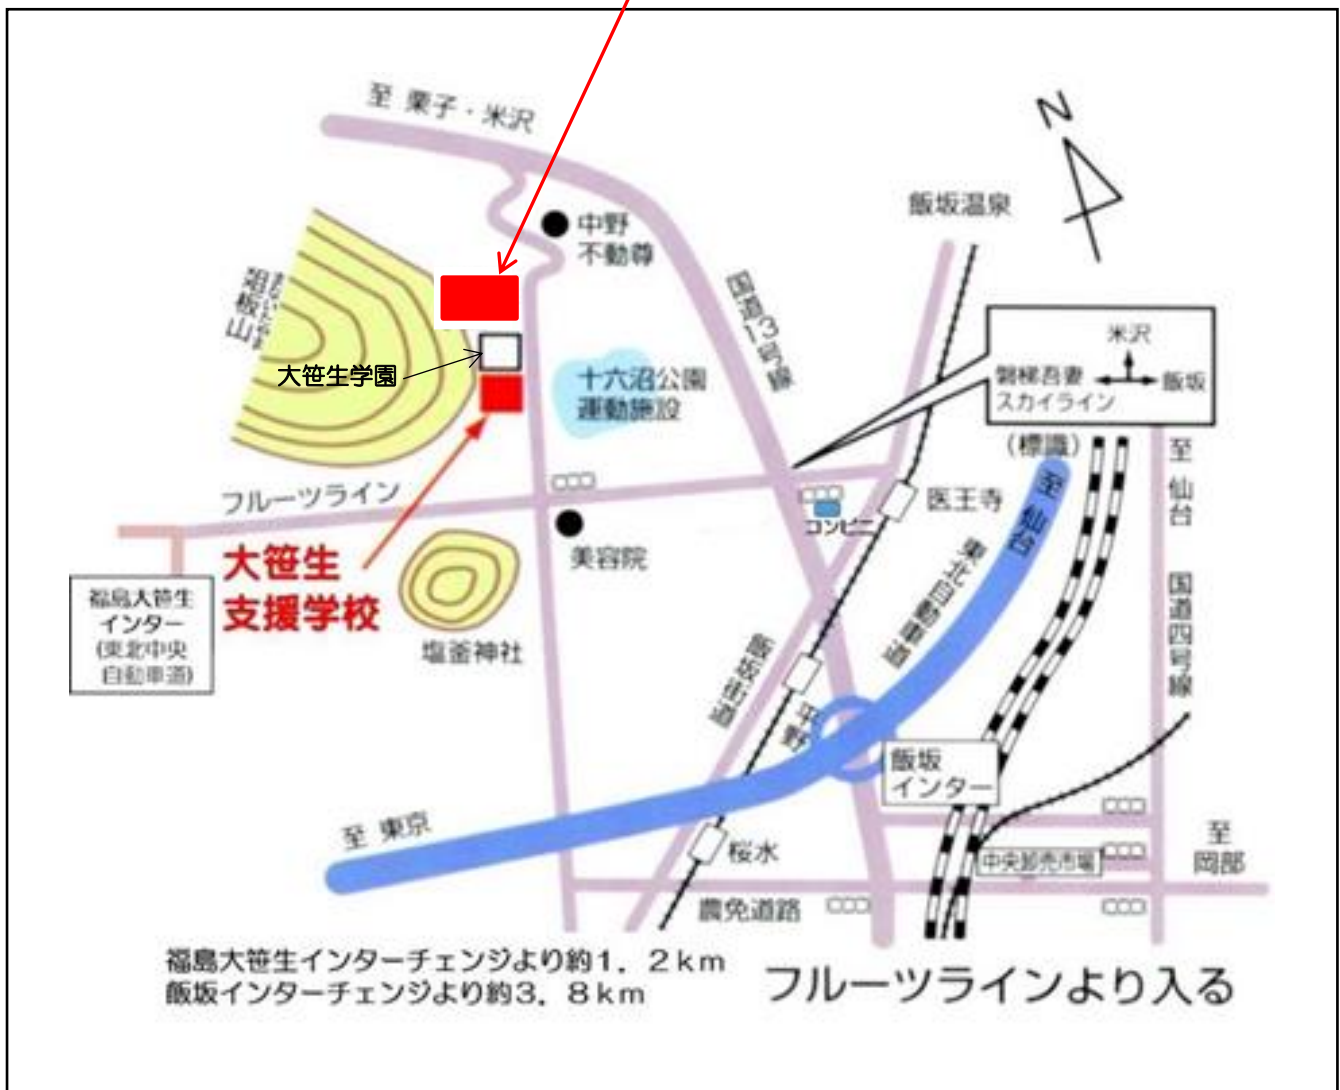 至 栗子・米沢
N
飯坂温泉
中野
不動尊
国道13号線
俎板山
まないたやま
米沢
磐梯吾妻
スカイライン
飯坂
(標識)
大笹生学園
十六沼公園
運動施設
フルーツライン
コンビニ
医王寺
至 仙台
至 仙台
東北自動車道
国道四号線
大笹生
支援学校
美容院
福島大笹生
インター
(東北中央
自動車道)
塩釜神社
飯坂街道
平野
飯坂
インター
至 東京
桜水
中央卸売市場
至
岡部
農免道路
福島大笹生インターチェンジより約1．2km
飯坂インターチェンジより約3．8km
フルーツラインより入る